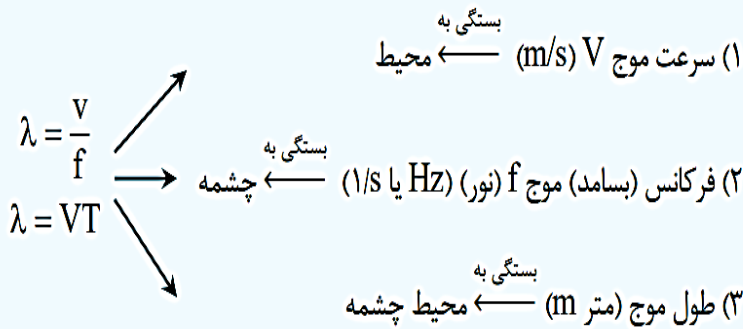 بستگی به
۱) سرعت موج V (m/s) ⟵ محیط
λ = v/f
بستگی به
۲) فرکانس (بسامد) موج f (نور) (Hz یا ۱/s) ⟵ چشمه
λ = VT
بستگی به
۳) طول موج (متر m) ⟵ محیط چشمه